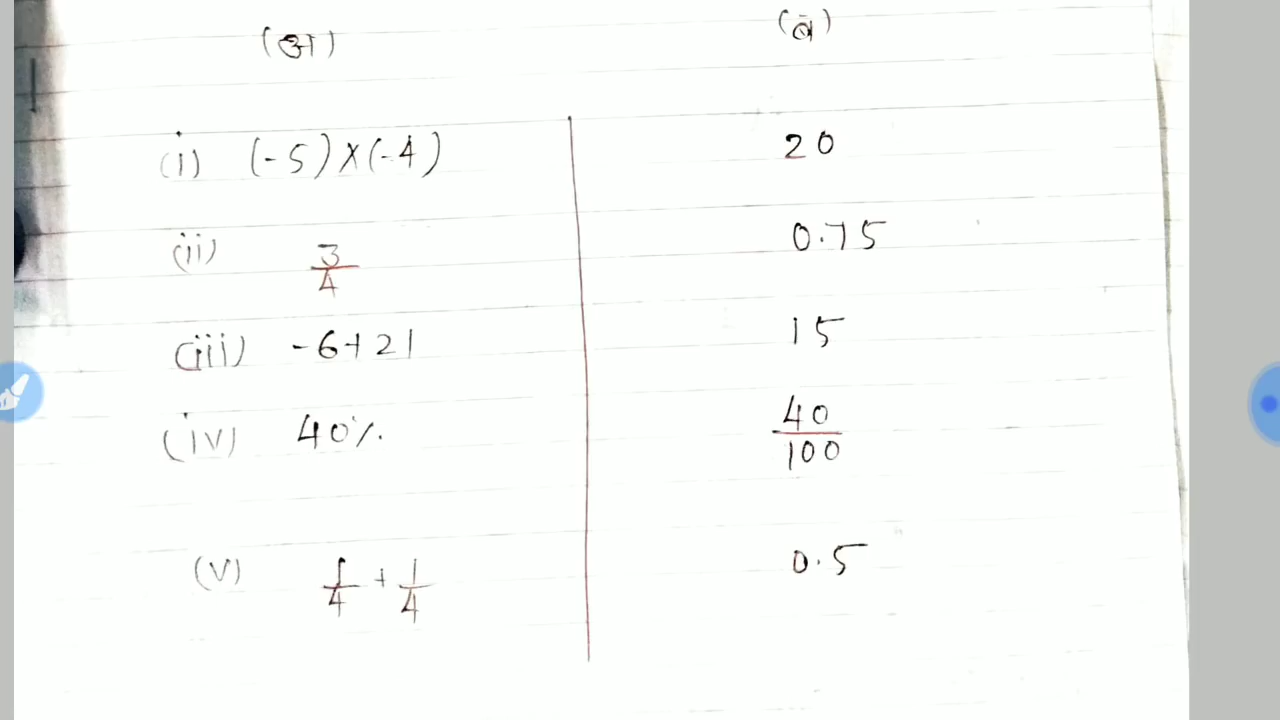 (अ) (ब)
(i) (-5)×(-4) 20
(ii) 3/4 0.75
(iii) -6+21 15
(iv) 40% 40/100
(v) 1/4 + 1/4 0.5